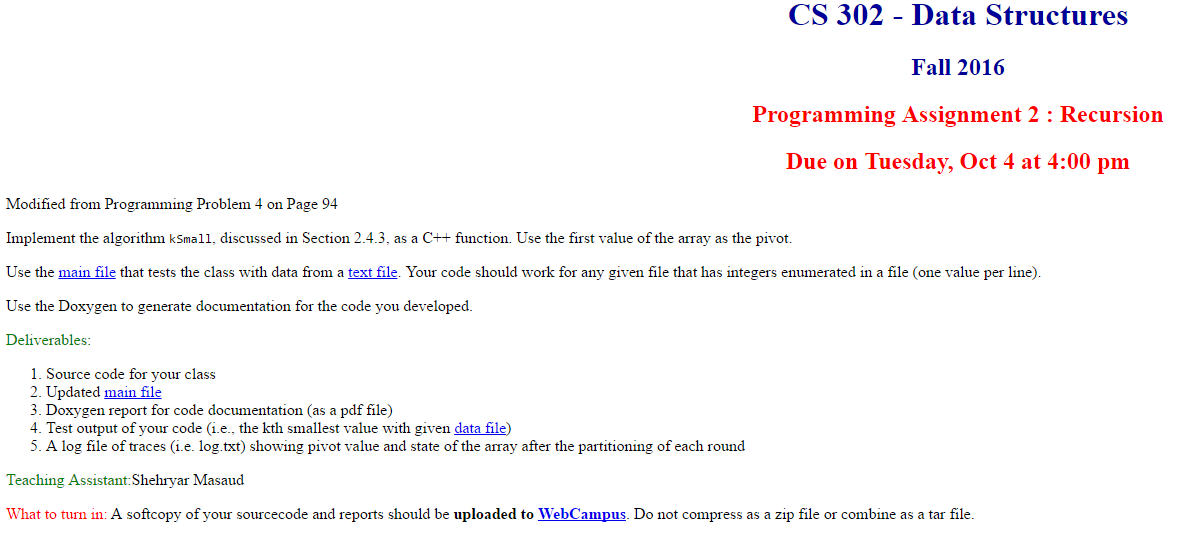 CS 302 - Data Structures
Fall 2016
Programming Assignment 2 : Recursion
Due on Tuesday, Oct 4 at 4:00 pm
Modified from Programming Problem 4 on Page 94
Implement the algorithm kSmall, discussed in Section 2.4.3, as a C++ function. Use the first value of the array as the pivot.
Use the main file that tests the class with data from a text file. Your code should work for any given file that has integers enumerated in a file (one value per line).
Use the Doxygen to generate documentation for the code you developed.
Deliverables:
1. Source code for your class
2. Updated main file
3. Doxygen report for code documentation (as a pdf file)
4. Test output of your code (i.e., the kth smallest value with given data file)
5. A log file of traces (i.e. log.txt) showing pivot value and state of the array after the partitioning of each round
Teaching Assistant:Shehryar Masaud
What to turn in: A softcopy of your sourcecode and reports should be uploaded to WebCampus. Do not compress as a zip file or combine as a tar file.